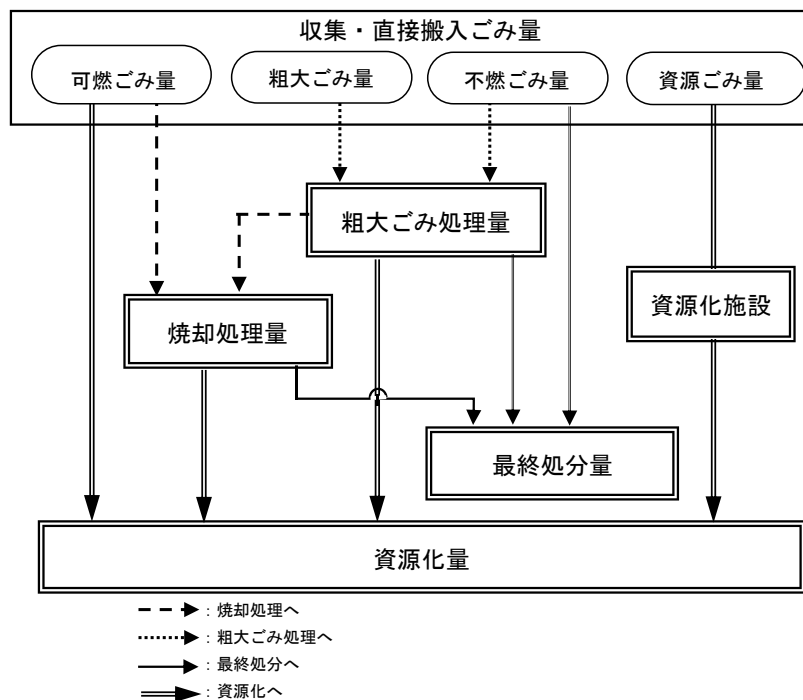 収集・直接搬入ごみ量
可燃ごみ量
粗大ごみ量
不燃ごみ量
資源ごみ量
粗大ごみ処理量
資源化施設
焼却処理量
最終処分量
資源化量
：焼却処理へ
：粗大ごみ処理へ
：最終処分へ
：資源化へ